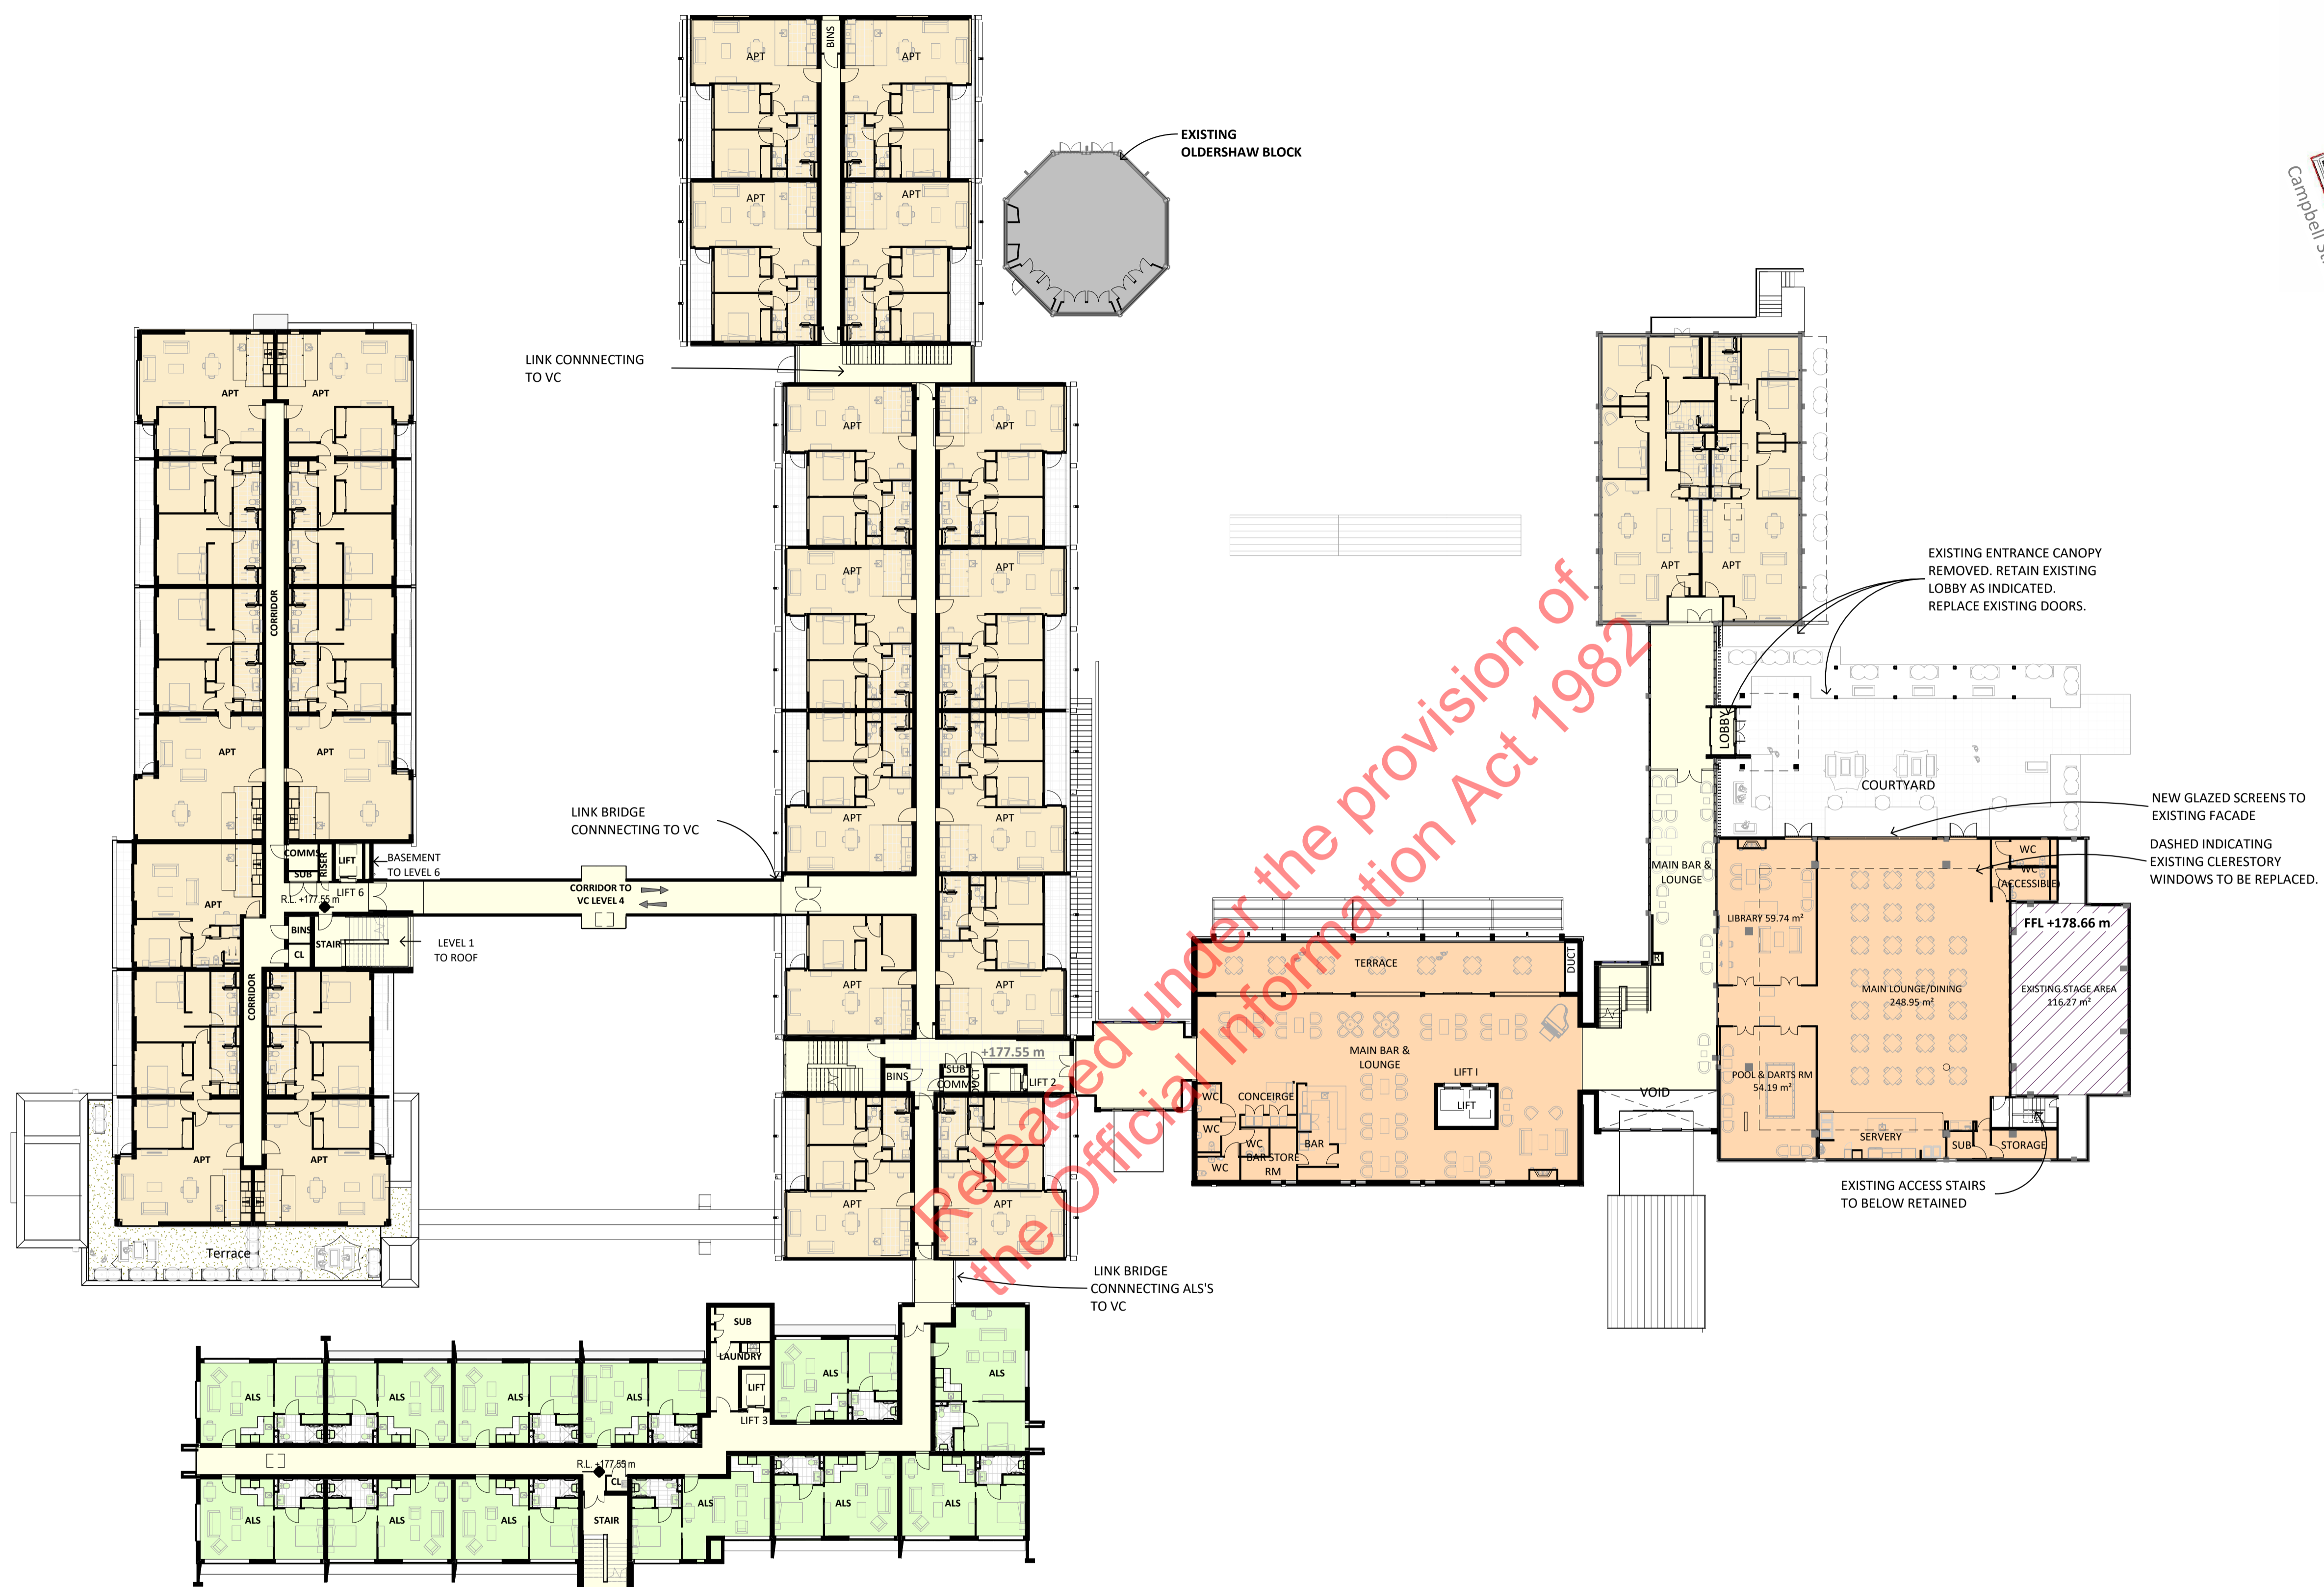 BINS
APT
APT
EXISTING
OLDERSHAW BLOCK
APT
APT
Campbell
LINK CONNNECTING
TO VC
APT
APT
APT
APT
CORRIDOR
EXISTING ENTRANCE CANOPY
REMOVED. RETAIN EXISTING
LOBBY AS INDICATED.
REPLACE EXISTING DOORS.
APT
APT
APT
APT
LOBBY
APT
APT
COURTYARD
NEW GLAZED SCREENS TO
EXISTING FACADE
LINK BRIDGE
CONNNECTING TO VC
APT
APT
DASHED INDICATING
EXISTING CLERESTORY
WINDOWS TO BE REPLACED.
COMMS
SUB
RISER
LIFT
BASEMENT
TO LEVEL 6
LIFT 6
R.L. +177.55 m
APT
CORRIDOR TO
VC LEVEL 4
MAIN BAR &
LOUNGE
WC
WC
(ACCESSIBLE)
LIBRARY 59.74 m²
FFL +178.66 m
BINS
CL
STAIR
LEVEL 1
TO ROOF
CORRIDOR
APT
APT
TERRACE
DUCT
R
MAIN LOUNGE/DINING
248.95 m²
EXISTING STAGE AREA
116.27 m²
+177.55 m
BINS
SUB
COMMS
DUCT
LIFT 2
MAIN BAR &
LOUNGE
LIFT I
LIFT
POOL & DARTS RM
54.19 m²
VOID
WC
CONCEIRGE
WC
WC
BAR
BAR STORE
RM
WC
SERVERY
SUB
STORAGE
APT
APT
APT
APT
EXISTING ACCESS STAIRS
TO BELOW RETAINED
Terrace
LINK BRIDGE
CONNNECTING ALS'S
TO VC
SUB
LAUNDRY
LIFT
LIFT 3
ALS
ALS
ALS
ALS
ALS
ALS
R.L. +177.55 m
CL
STAIR
ALS
ALS
ALS
ALS
ALS
ALS
Released under the provision of
the Official Information Act 1982